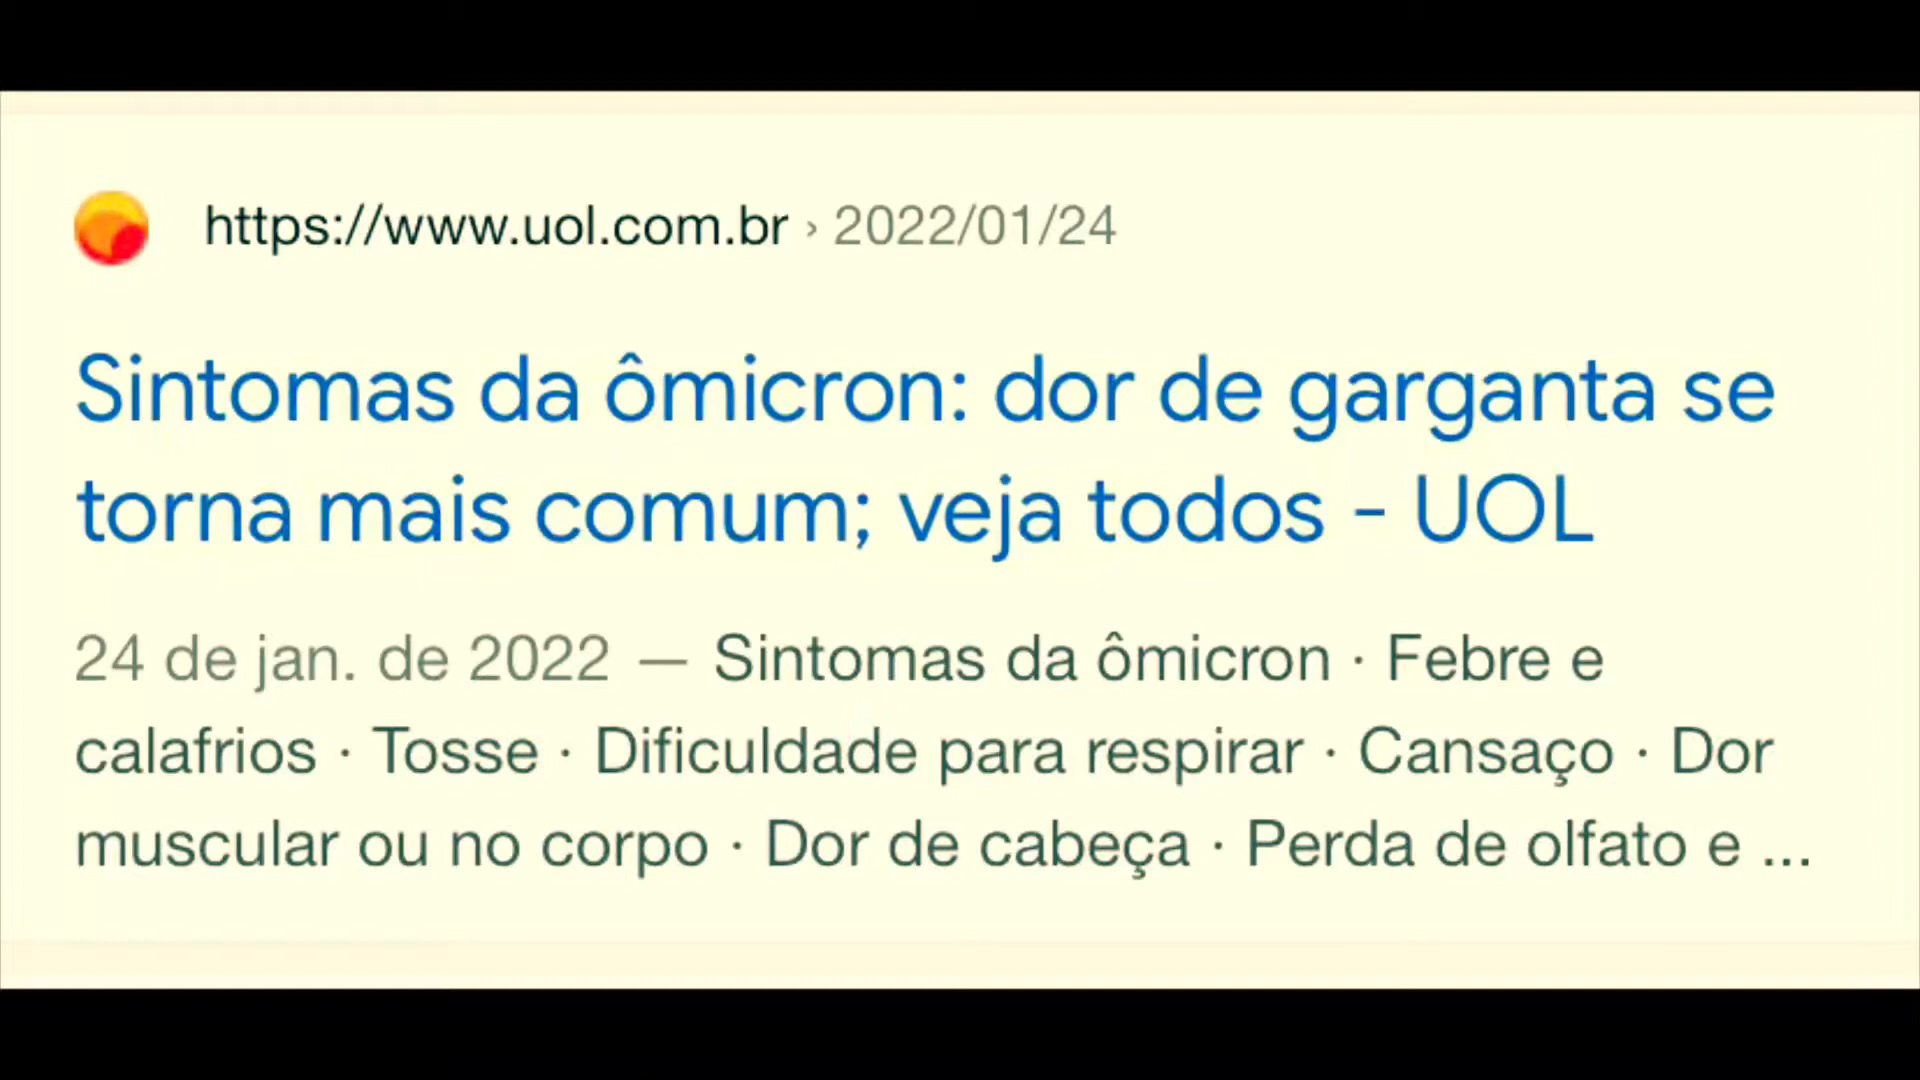 https://www.uol.com.br › 2022/01/24
Sintomas da ômicron: dor de garganta se
torna mais comum; veja todos - UOL
24 de jan. de 2022 — Sintomas da ômicron · Febre e
calafrios · Tosse · Dificuldade para respirar · Cansaço · Dor
muscular ou no corpo · Dor de cabeça · Perda de olfato e ...